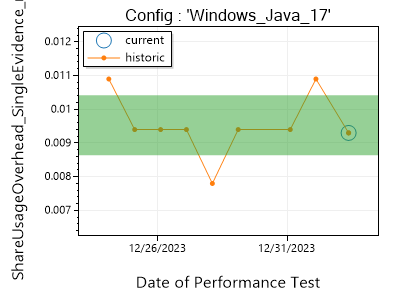 Config : 'Windows_Java_17'
current
historic
0.012
0.011
0.01
0.009
0.008
0.007
12/26/2023
12/31/2023
Date of Performance Test
ShareUsageOverhead_SingleEvidence_